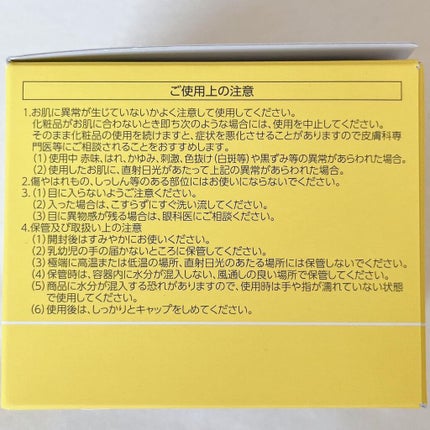 ご使用上の注意
1.お肌に異常が生じていないかよく注意して使用してください。
化粧品がお肌に合わないとき即ち次のような場合には、使用を中止してください。
そのまま化粧品の使用を続けますと、症状を悪化させることがありますので皮膚科専
門医等にご相談されることをおすすめします。
(1)使用中 赤味、はれ、かゆみ、刺激、色抜け(白斑等)や黒ずみ等の異常があらわれた場合。
(2)使用したお肌に、直射日光があたって上記の異常があらわれた場合。
2.傷やはれもの、しっしん等のある部位にはお使いにならないでください。
3.(1)目に入らないようご注意ください。
(2)入った場合は、こすらずにすぐ洗い流してください。
(3)目に異物感が残る場合は、眼科医にご相談ください。
4.保管及び取扱い上の注意
(1)開封後はすみやかにお使いください。
(2)乳幼児の手の届かないところに保管してください。
(3)極端に高温または低温の場所、直射日光のあたる場所には保管しないでください。
(4)保管時は、容器内に水分が混入しない、風通しの良い場所で保管してください。
(5)商品に水分が混入する恐れがありますので、使用時は手や指が濡れていない状態
で使用してください。
(6)使用後は、しっかりとキャップをしめてください。